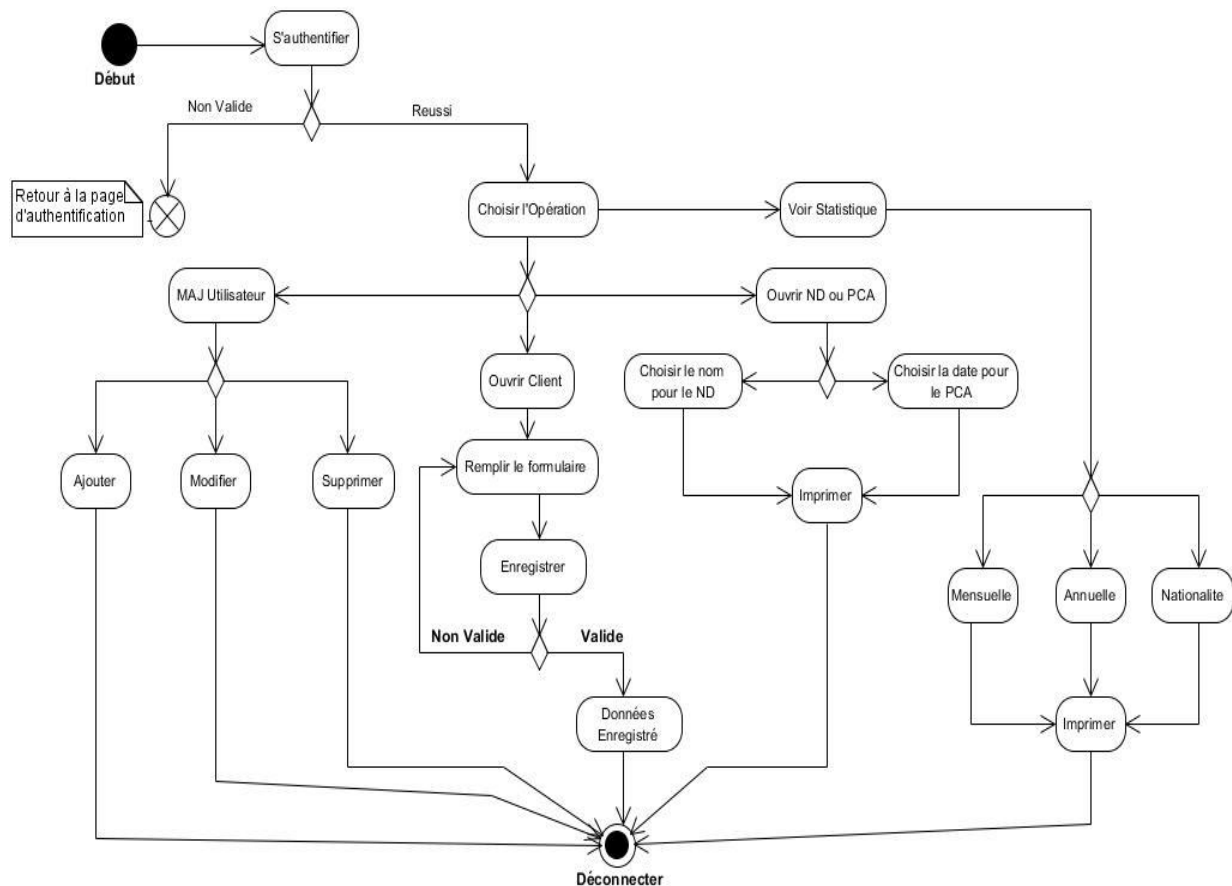 S'authentifier
Début
Non Valide
Reussi
Retour à la page
d'authentification
Choisir l'Opération
Voir Statistique
MAJ Utilisateur
Ouvrir ND ou PCA
Ouvrir Client
Choisir le nom
pour le ND
Choisir la date pour
le PCA
Ajouter
Modifier
Supprimer
Remplir le formulaire
Imprimer
Enregistrer
Mensuelle
Annuelle
Nationalite
Non Valide
Valide
Données
Enregistré
Imprimer
Déconnecter